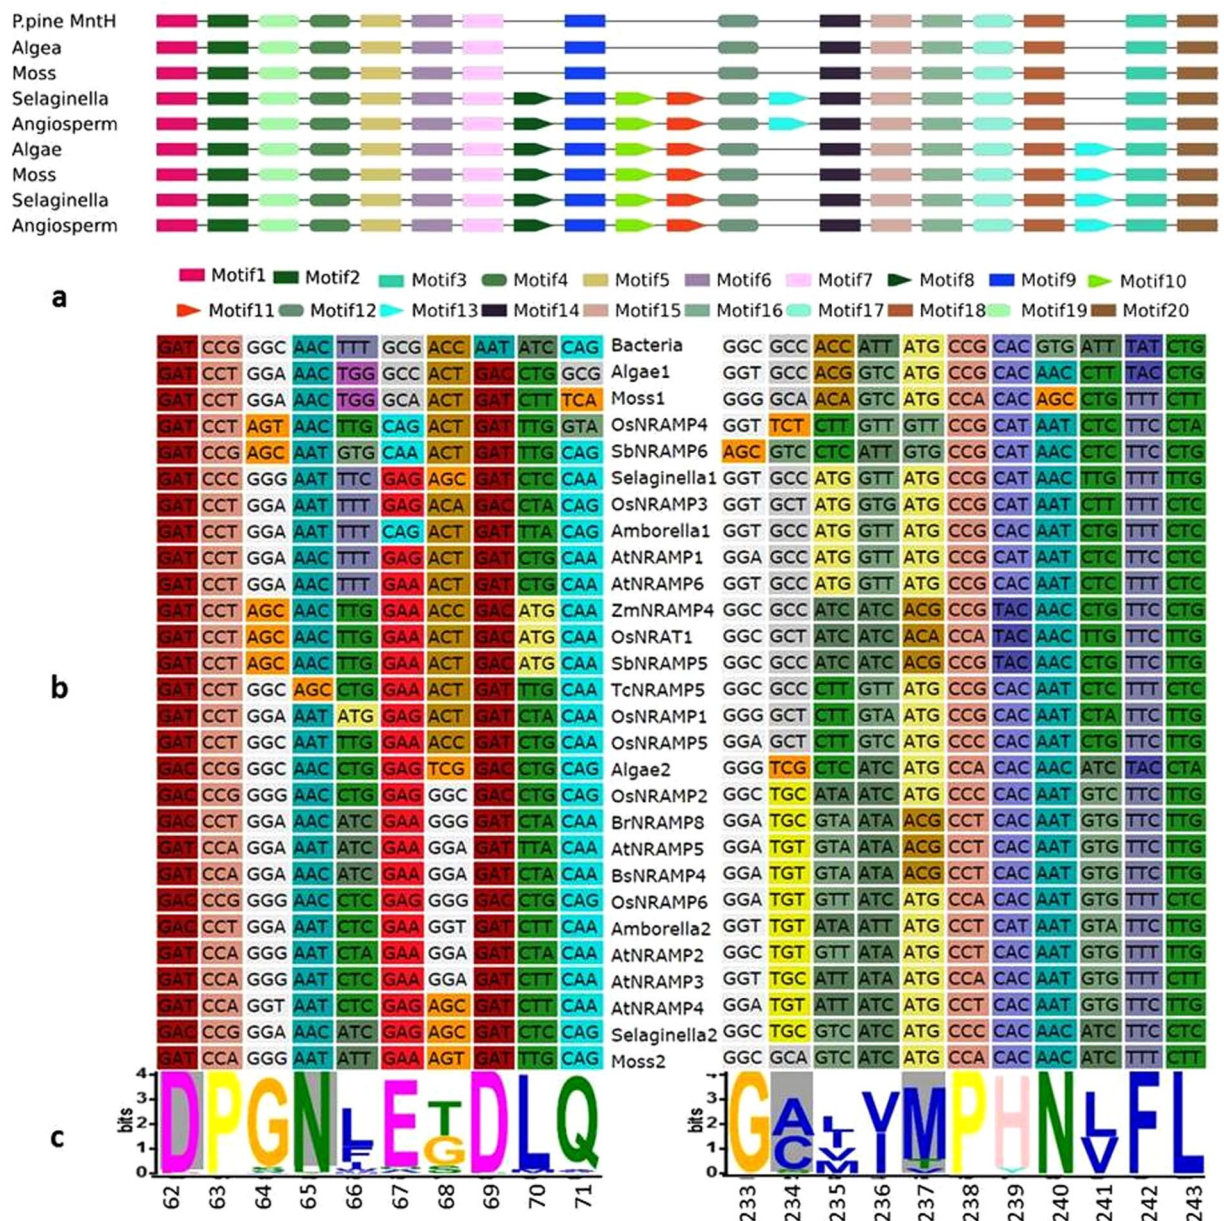 P.pine MntH
Algea
Moss
Selaginella
Angiosperm
Algae
Moss
Selaginella
Angiosperm
a
Motif1 Motif2 Motif3 Motif4 Motif5 Motif6 Motif7 Motif8 Motif9 Motif10
Motif11 Motif12 Motif13 Motif14 Motif15 Motif16 Motif17 Motif18 Motif19 Motif20
b
GAT CCG GGC AAC TTT GCG ACC AAT ATC CAG Bacteria GGC GCC ACC ATT ATG CCG CAC GTG ATT TAT CTG
GAT CCT GGA AAC TGG GCC ACT GAC CTG GCG Algae1 GGT GCC ACG GTC ATG CCG CAC AAC CTT TAC CTG
GAT CCT GGA AAC TGG GCA ACT GAT CTT TCA Moss1 GGG GCA ACA GTC ATG CCA CAC AGC CTG TTT CTT
GAT CCT AGT AAC TTG CAG ACT GAT TTG GTA OsNRAMP4 GGT TCT CTT GTT GTT CCG CAT AAT CTC TTC CTA
GAT CCG AGC AAT GTG CAA ACT GAT TTG CAG SbNRAMP6 AGC GTC CTC ATT GTG CCG CAC AAC CTC TTC CTG
GAT CCC GGG AAT TTC GAG AGC GAT CTC CAA Selaginella1 GGT GCC ATG GTT ATG CCG CAT AAC TTG TTT TTG
GAT CCT GGA AAT TTT GAG ACA GAC CTC CAA OsNRAMP3 GGT GCT ATG GTG ATG CCG CAT AAT CTT TTT CTC
GAT CCT GGA AAT TTT CAG ACT GAT TTA CAG Amborella1 GGT GCC ATG GTT ATG CCG CAC AAT CTG TTT CTC
GAT CCT GGA AAC TTT GAG ACT GAT CTG CAA AtNRAMP1 GGA GCC ATG GTT ATG CCG CAT AAT CTC TTC CTC
GAT CCT GGA AAC TTT GAA ACT GAT CTG CAA AtNRAMP6 GGT GCC ATG GTT ATG CCG CAC AAT CTC TTC CTC
GAT CCT AGC AAC TTG GAA ACC GAC ATG CAA ZmNRAMP4 GGC GCC ATC ATC ACG CCG TAC AAC CTG TTC CTG
GAT CCT AGC AAC TTG GAA ACT GAC ATG CAA OsNRAT1 GGC GCT ATC ATC ACA CCA TAC AAC TTG TTC TTG
GAT CCT AGC AAC TTG GAA ACT GAC ATG CAA SbNRAMP5 GGC GCC ATC ATC ACG CCG TAC AAC CTG TTC TTG
GAT CCT GGC AGC CTG GAA ACT GAT TTG CAA TcNRAMP5 GGC GCC CTT GTT ATG CCG CAC AAT CTC TTT CTC
GAT CCT GGA AAT ATG GAG ACT GAT CTA CAA OsNRAMP1 GGG GCT CTT GTA ATG CCG CAC AAT CTA TTC TTG
GAT CCT GGC AAT TTG GAA ACC GAT CTG CAA OsNRAMP5 GGA GCT CTT GTC ATG CCC CAC AAT CTG TTC TTG
GAC CCG GGC AAC CTG GAG TCG GAC CTG CAG Algae2 GGG TCG CTC ATC ATG CCA CAC AAC ATC TAC CTA
GAC CCG GGG AAC CTG GAG GGC GAC CTG CAG OsNRAMP2 GGC TGC ATA ATC ATG CCC CAC AAC GTC TTC TTG
GAC CCG GGA AAC ATC GAG GGG GAT CTA CAA BrNRAMP8 GGA TGC GTA ATA ACG CCT CAC AAT GTG TTC TTG
GAT CCA GGA AAT ATC GAA GGA GAT TTA CAA AtNRAMP5 GGA TGT GTA ATA ACG CCT CAC AAT GTG TTC TTG
GAT CCA GGA AAC ATC GAA GGG GAT CTA CAA BsNRAMP4 GGA TGT GTA ATA ACG CCT CAC AAT GTG TTT TTG
GAC CCG GGG AAC CTC GAG GGG GAC CTG CAG OsNRAMP6 GGA TGT GTT ATC ATG CCA CAC AAT GTG TTT CTC
GAC CCT GGA AAT CTC GAA GGT GAT CTT CAA Amborella2 GGT TGT ATA ATT ATG CCT CAT AAT GTA TTC TTG
GAT CCA GGG AAT CTA GAA GGA GAT CTA CAA AtNRAMP2 GGC TGT GTT ATA ATG CCT CAC AAT GTG TTC TTG
GAT CCA GGG AAT CTC GAA GGA GAT CTT CAA AtNRAMP3 GGT TGC ATT ATA ATG CCA CAC AAT GTG TTT CTT
GAT CCA GGT AAT CTC GAG AGC GAT CTT CAA AtNRAMP4 GGA TGT ATT ATC ATG CCT CAC AAT GTG TTC TTG
GAC CCG GGA AAC ATC GAG AGC GAT CTC CAG Selaginella2 GGC TGC GTC ATC ATG CCC CAC AAC ATC TTC CTC
GAT CCA GGG AAT ATT GAA AGT GAT TTG CAG Moss2 GGC GCA GTC ATC ATG CCA CAC AAC ATC TTT CTT
c
bits
4
3
2
1
0
D P G N L E T G D L Q
62 63 64 65 66 67 68 69 70 71
bits
4
3
2
1
0
G A C L V M P H N L V F L
233 234 235 236 237 238 239 240 241 242 243